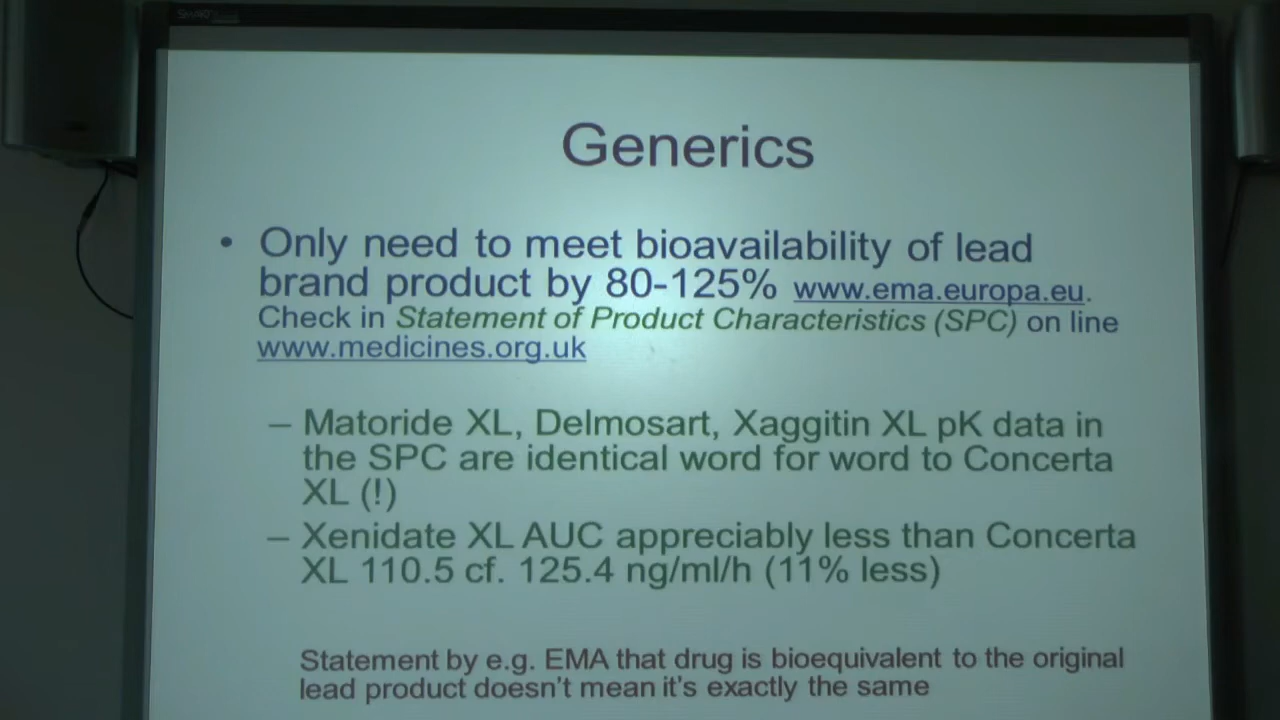 Generics
• Only need to meet bioavailability of lead
brand product by 80-125% www.ema.europa.eu.
Check in Statement of Product Characteristics (SPC) on line
www.medicines.org.uk
– Matoride XL, Delmosart, Xaggitin XL pK data in
the SPC are identical word for word to Concerta
XL (!)
– Xenidate XL AUC appreciably less than Concerta
XL 110.5 cf. 125.4 ng/ml/h (11% less)
Statement by e.g. EMA that drug is bioequivalent to the original
lead product doesn't mean it's exactly the same